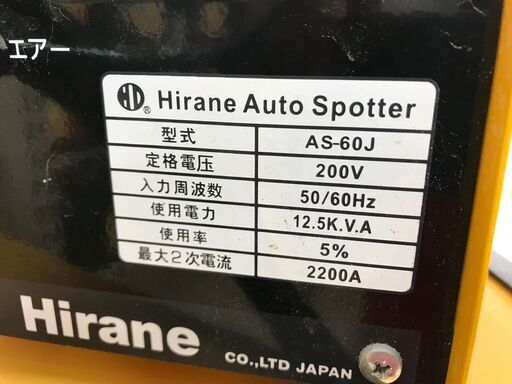 エアー
HD® Hirane Auto Spotter
型式 AS-60J
定格電圧 200V
入力周波数 50/60Hz
使用電力 12.5K.V.A
使用率 5%
最大2次電流 2200A
Hirane CO.,LTD JAPAN